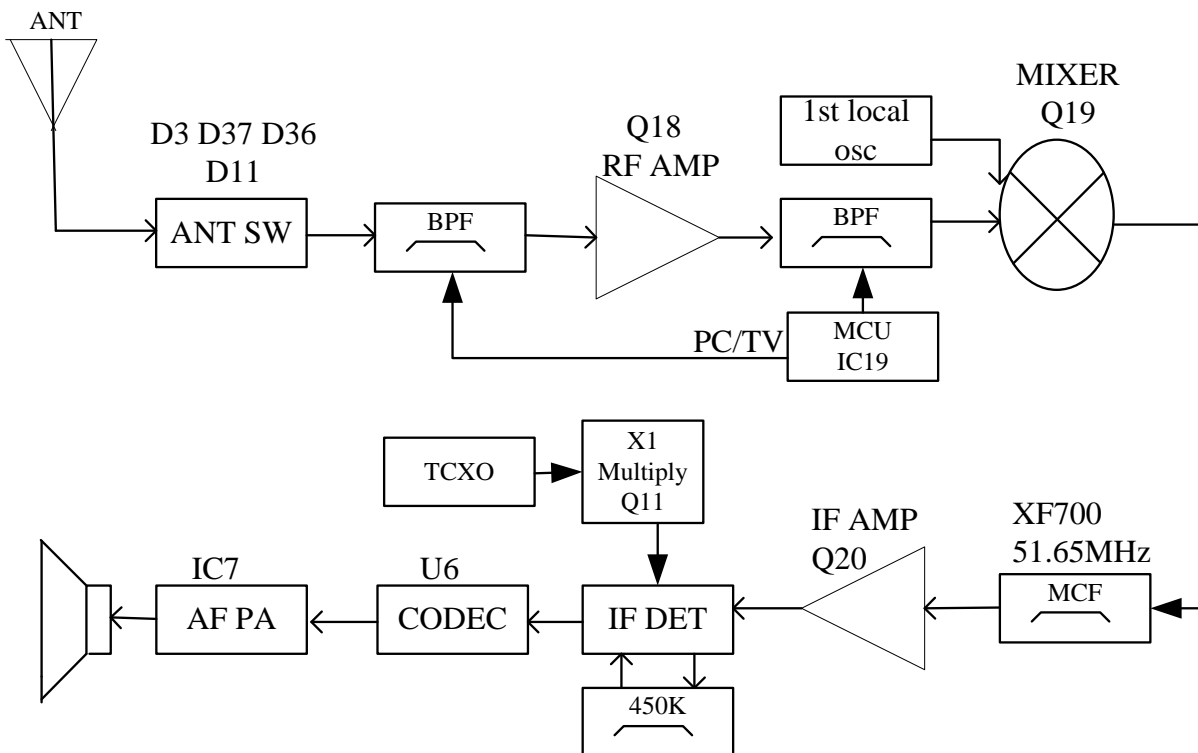 ANT
D3 D37 D36
D11
ANT SW
BPF
Q18
RF AMP
1st local
osc
BPF
MIXER
Q19
PC/TV
MCU
IC19
TCXO
X1
Multiply
Q11
IF AMP
Q20
XF700
51.65MHz
MCF
IC7
AF PA
U6
CODEC
IF DET
450K